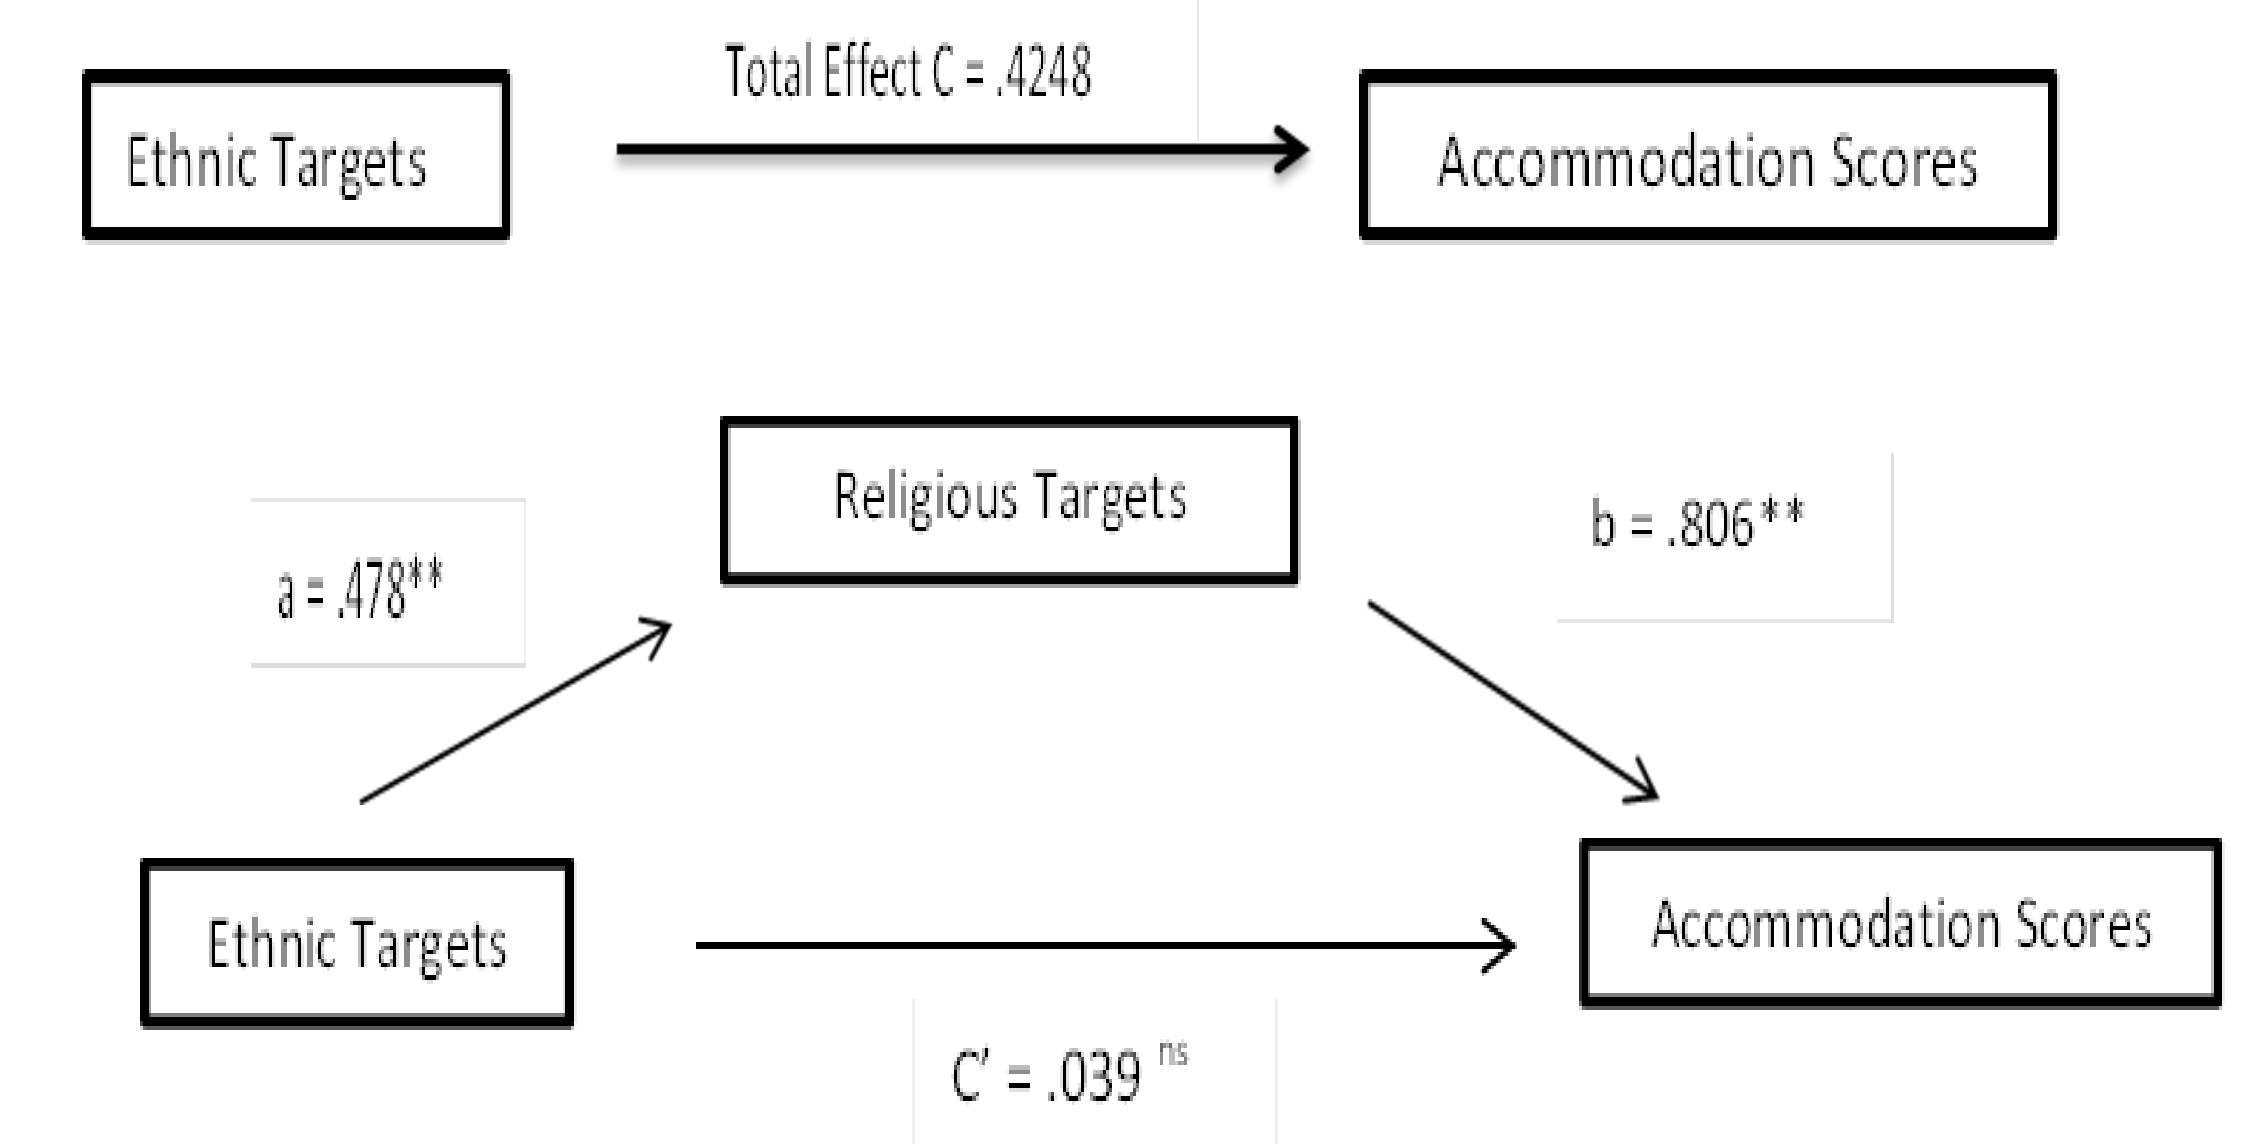 Total Effect C = .4248
Ethnic Targets
Accommodation Scores
Religious Targets
b = .806**
a = .478**
Ethnic Targets
Accommodation Scores
C’ = .039 ns